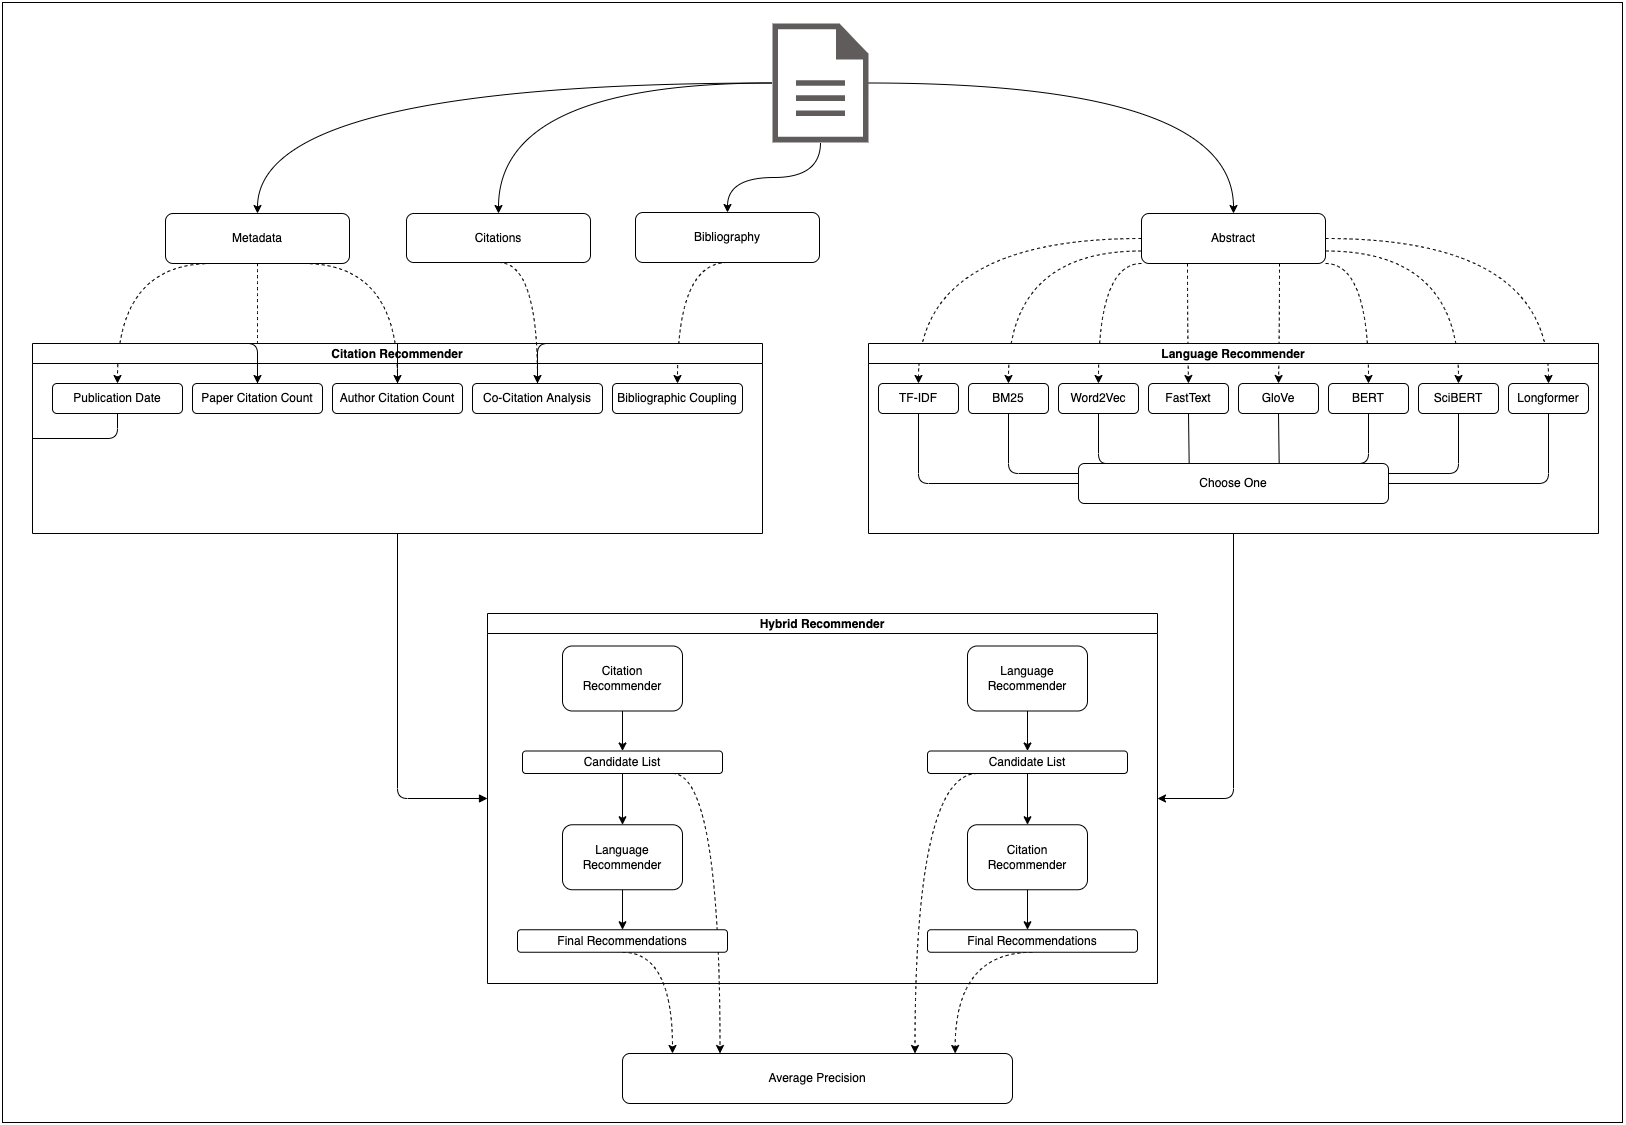 Metadata
Citations
Bibliography
Abstract
Citation Recommender
Publication Date
Paper Citation Count
Author Citation Count
Co-Citation Analysis
Bibliographic Coupling
Language Recommender
TF-IDF
BM25
Word2Vec
FastText
GloVe
BERT
SciBERT
Longformer
Choose One
Hybrid Recommender
Citation
Recommender
Candidate List
Language
Recommender
Final Recommendations
Language
Recommender
Candidate List
Citation
Recommender
Final Recommendations
Average Precision